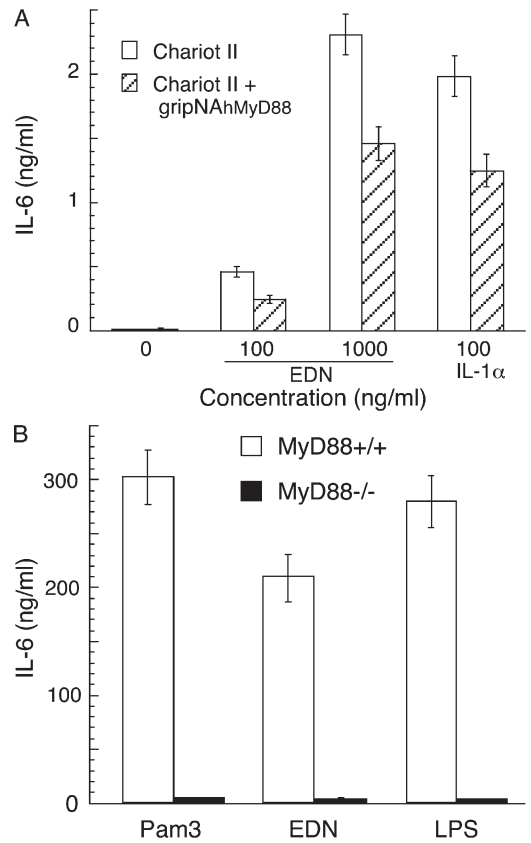 A
IL-6 (ng/ml)
2
1
0
Chariot II
Chariot II +
gripNAhMyD88
0 100 1000 100
EDN IL-1α
Concentration (ng/ml)
B
IL-6 (ng/ml)
300
200
100
0
MyD88+/+
MyD88-/-
Pam3 EDN LPS